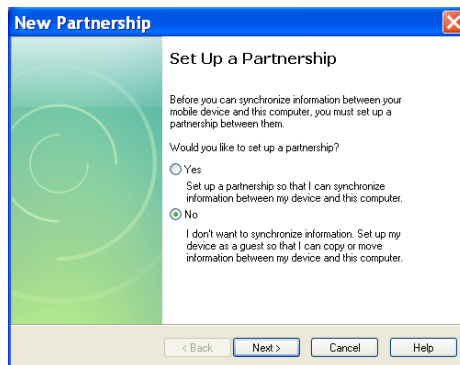 New Partnership
Set Up a Partnership
Before you can synchronize information between your
mobile device and this computer, you must set up a
partnership between them.
Would you like to set up a partnership?
Yes
Set up a partnership so that I can synchronize
information between my device and this computer.
No
I don't want to synchronize information. Set up my
device as a guest so that I can copy or move
information between my device and this computer.
< Back Next > Cancel Help